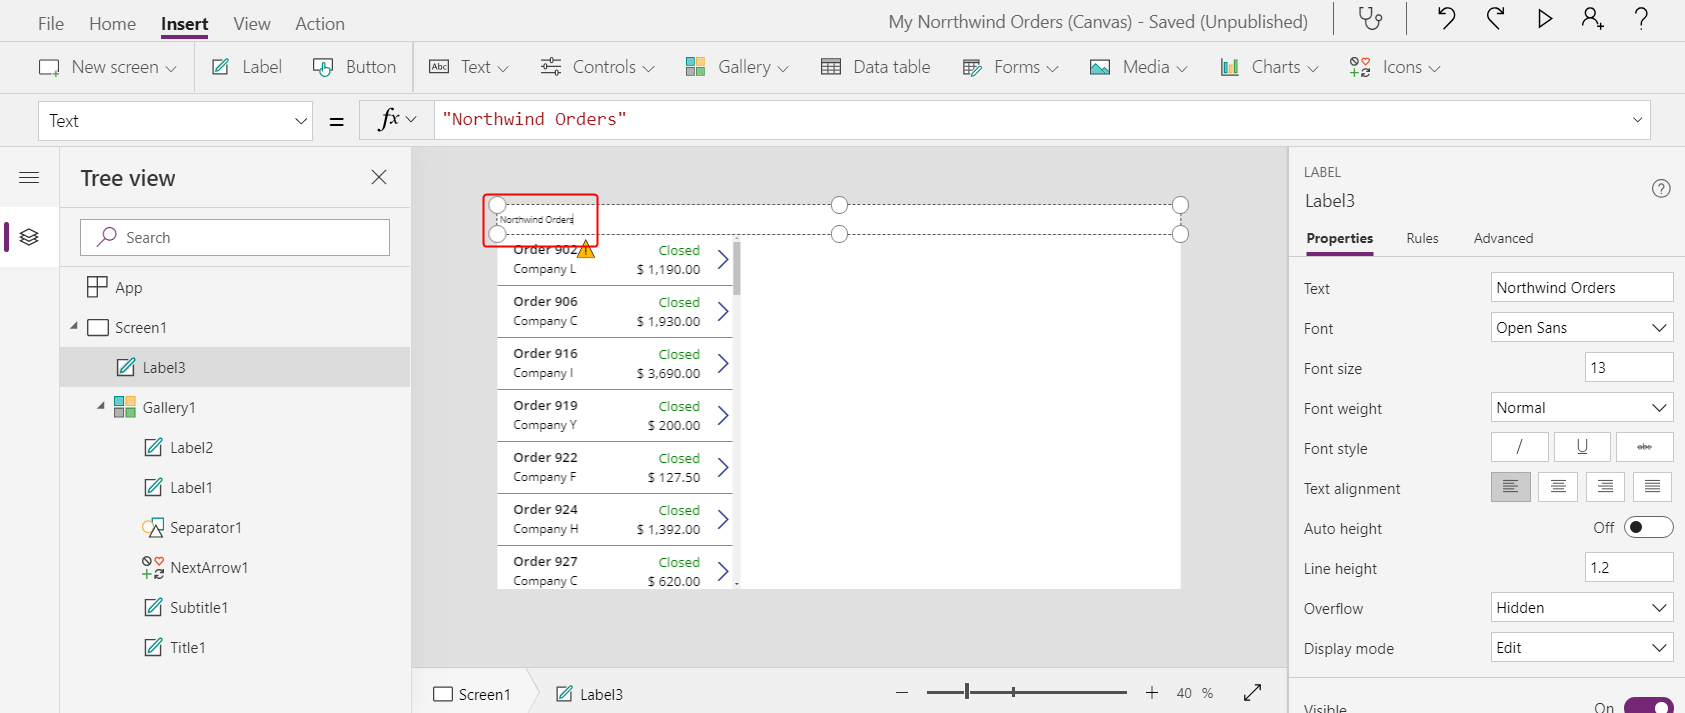 File Home Insert View Action My Norrthwind Orders (Canvas) - Saved (Unpublished) ?
New screen Label Button Abc Text Controls Gallery Data table Forms Media Charts Icons
Text = fx "Northwind Orders"
Tree view
Search
App
Screen1
Label3
Gallery1
Label2
Label1
Separator1
NextArrow1
Subtitle1
Title1
Northwind Orders
Order 902 Closed
Company L $ 1,190.00
Order 906 Closed
Company C $ 1,930.00
Order 916 Closed
Company I $ 3,690.00
Order 919 Closed
Company Y $ 200.00
Order 922 Closed
Company F $ 127.50
Order 924 Closed
Company H $ 1,392.00
Order 927 Closed
Company C $ 620.00
Screen1 Label3 40 %
LABEL
Label3 ?
Properties Rules Advanced
Text Northwind Orders
Font Open Sans
Font size 13
Font weight Normal
Font style / U abc
Text alignment
Auto height Off
Line height 1.2
Overflow Hidden
Display mode Edit
Visible On